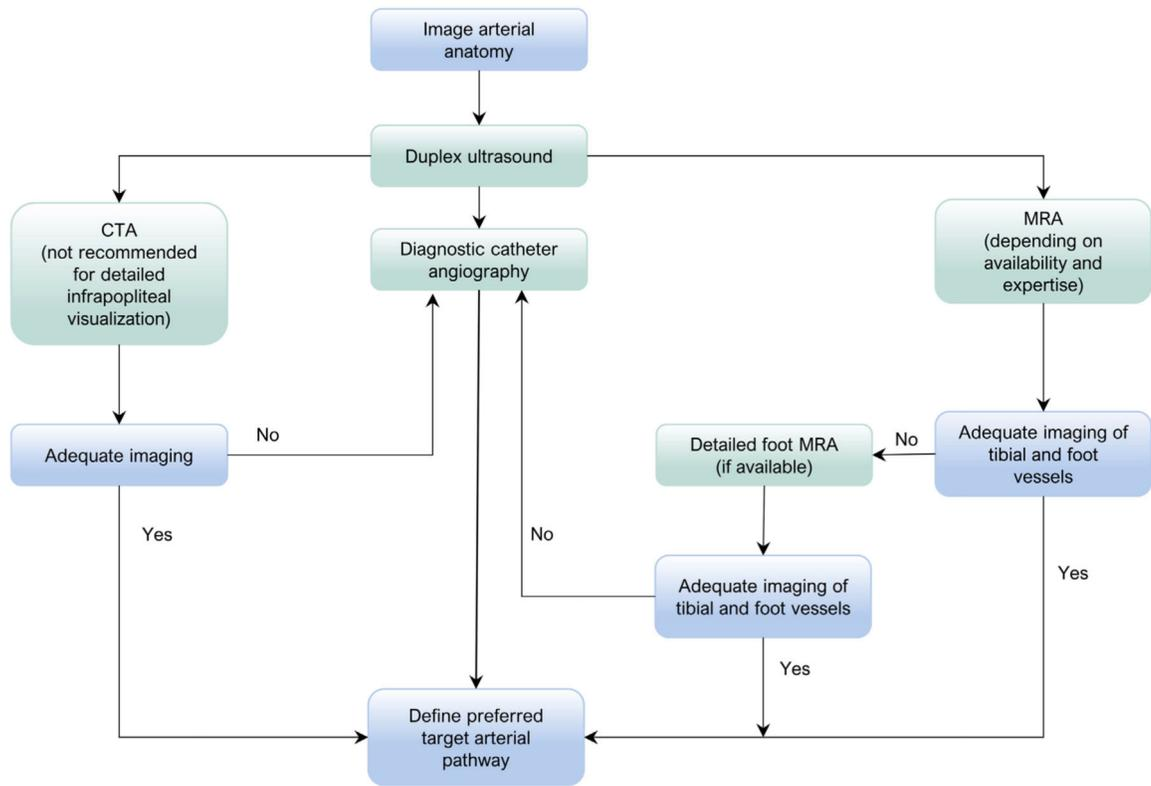 Image arterial
anatomy
Duplex ultrasound
CTA
(not recommended
for detailed
infrapopliteal
visualization)
Diagnostic catheter
angiography
MRA
(depending on
availability and
expertise)
Adequate imaging
No
Detailed foot MRA
(if available)
No
Adequate imaging of
tibial and foot
vessels
Yes
No
Adequate imaging of
tibial and foot vessels
Yes
Yes
Define preferred
target arterial
pathway